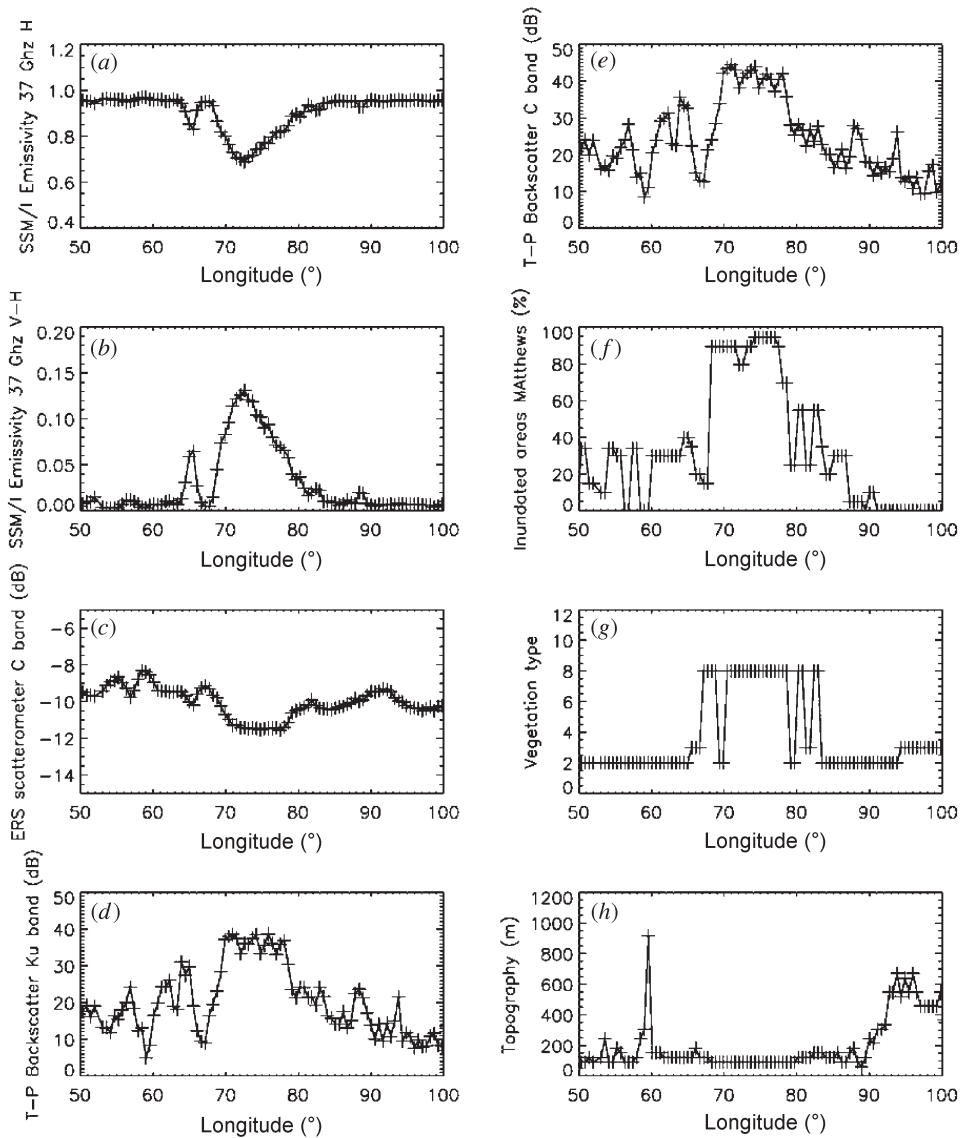 SSM/I Emissivity 37 Ghz H
(a)
1.2
1.0
0.8
0.6
0.4
50 60 70 80 90 100
Longitude (°)
SSM/I Emissivity 37 Ghz V-H
(b)
0.20
0.15
0.10
0.05
0.00
50 60 70 80 90 100
Longitude (°)
ERS scatterometer C band (dB)
(c)
-6
-8
-10
-12
-14
50 60 70 80 90 100
Longitude (°)
T-P Backscatter Ku band (dB)
(d)
50
40
30
20
10
0
50 60 70 80 90 100
Longitude (°)
T-P Backscatter C band (dB)
(e)
50
40
30
20
10
0
50 60 70 80 90 100
Longitude (°)
Inundated areas MAtthews (%)
(f)
100
80
60
40
20
0
50 60 70 80 90 100
Longitude (°)
Vegetation type
(g)
12
10
8
6
4
2
0
50 60 70 80 90 100
Longitude (°)
Topography (m)
(h)
1200
1000
800
600
400
200
0
50 60 70 80 90 100
Longitude (°)